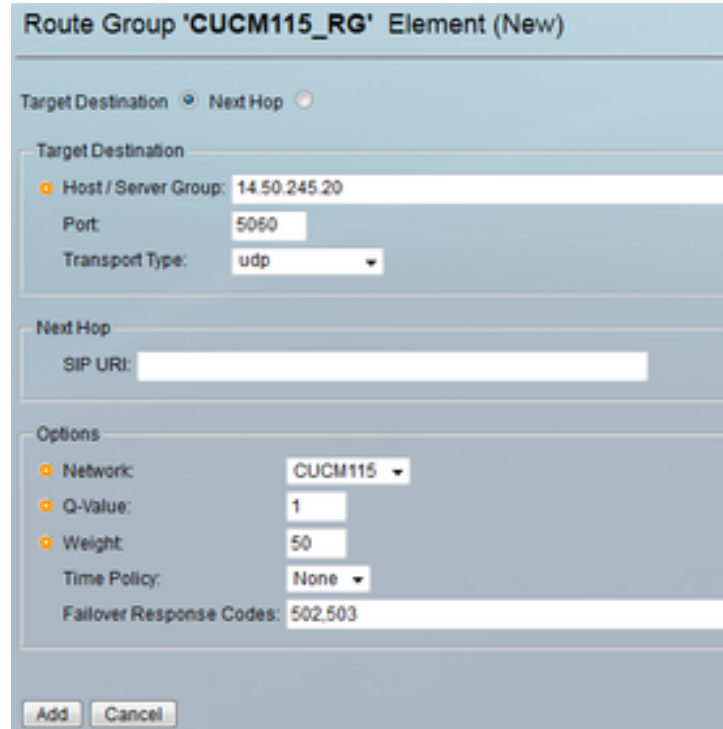 Route Group 'CUCM115_RG' Element (New)
Target Destination Next Hop
Target Destination
Host / Server Group: 14.50.245.20
Port: 5060
Transport Type: udp
Next Hop
SIP URI:
Options
Network: CUCM115
Q-Value: 1
Weight: 50
Time Policy: None
Failover Response Codes: 502,503
Add Cancel